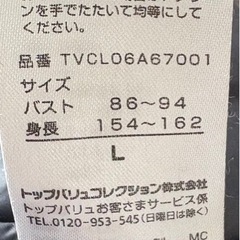 ンを手でたたいて均等にして
ください。
品番 TVCL06A67001
サイズ
バスト 86〜94
身長 154〜162
L
トップバリュコレクション株式会社
トップバリュお客さまサービス係
TEL.0120-953-545(日曜は除く)
MC